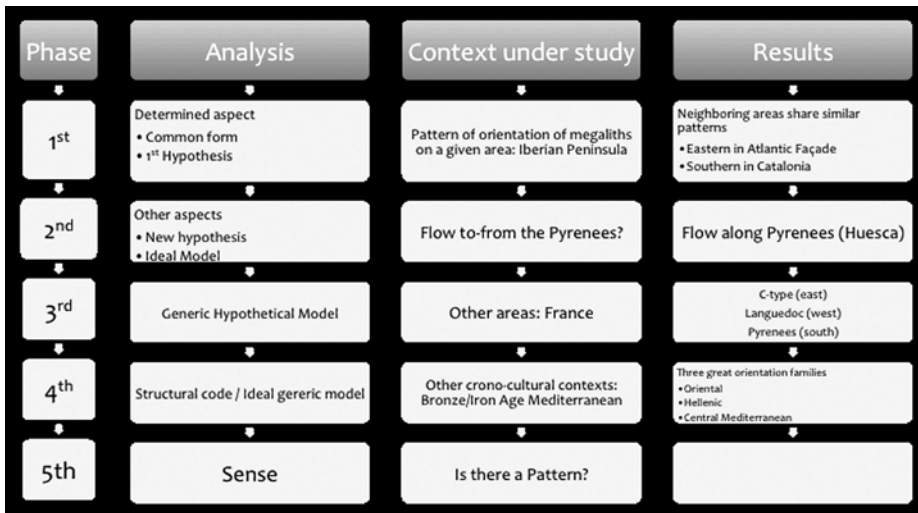 Phase
Analysis
Context under study
Results
1st
Determined aspect
• Common form
• 1st Hypothesis
Pattern of orientation of megaliths
on a given area: Iberian Peninsula
Neighboring areas share similar
patterns
• Eastern in Atlantic Façade
• Southern in Catalonia
2nd
Other aspects
• New hypothesis
• Ideal Model
Flow to-from the Pyrenees?
Flow along Pyrenees (Huesca)
3rd
Generic Hypothetical Model
Other areas: France
C-type (east)
Languedoc (west)
Pyrenees (south)
4th
Structural code / Ideal gereric model
Other crono-cultural contexts:
Bronze/Iron Age Mediterranean
Three great orientation families
• Oriental
• Hellenic
• Central Mediterranean
5th
Sense
Is there a Pattern?